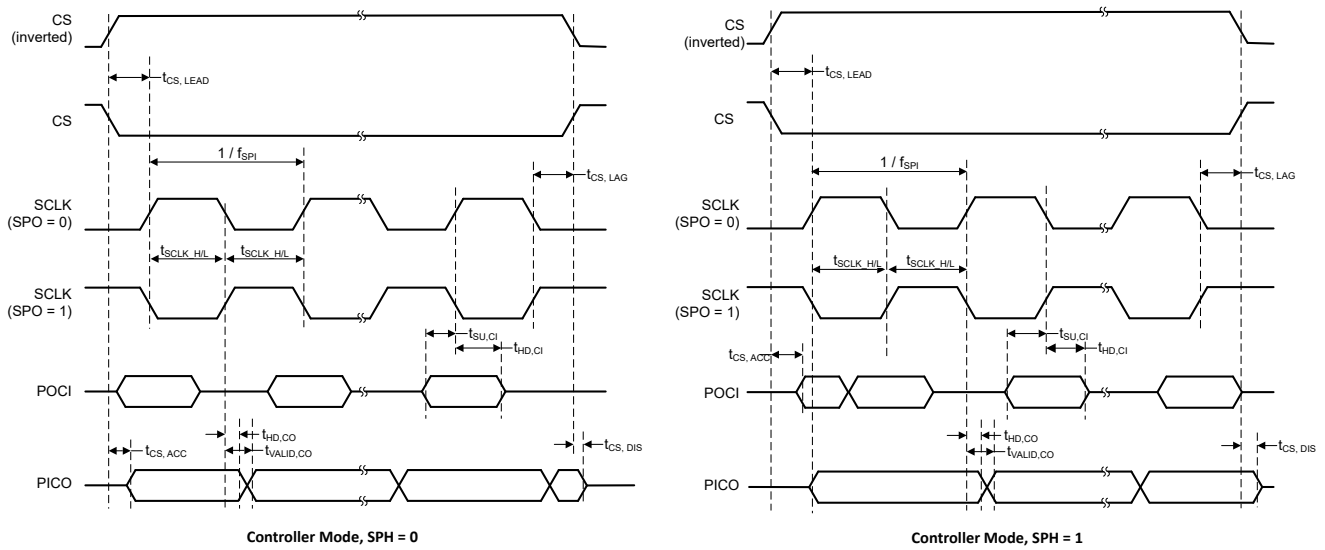 CS
(inverted)
t_CS, LEAD
CS
1 / f_SPI
t_CS, LAG
SCLK
(SPO = 0)
t_SCLK_H/L
t_SCLK_H/L
SCLK
(SPO = 1)
t_SU,CI
t_HD,CI
POCI
t_HD,CO
t_VALID,CO
t_CS, ACC
t_CS, DIS
PICO
Controller Mode, SPH = 0
CS
(inverted)
t_CS, LEAD
CS
1 / f_SPI
t_CS, LAG
SCLK
(SPO = 0)
t_SCLK_H/L
t_SCLK_H/L
SCLK
(SPO = 1)
t_SU,CI
t_HD,CI
t_CS, ACC
POCI
t_HD,CO
t_VALID,CO
t_CS, DIS
PICO
Controller Mode, SPH = 1